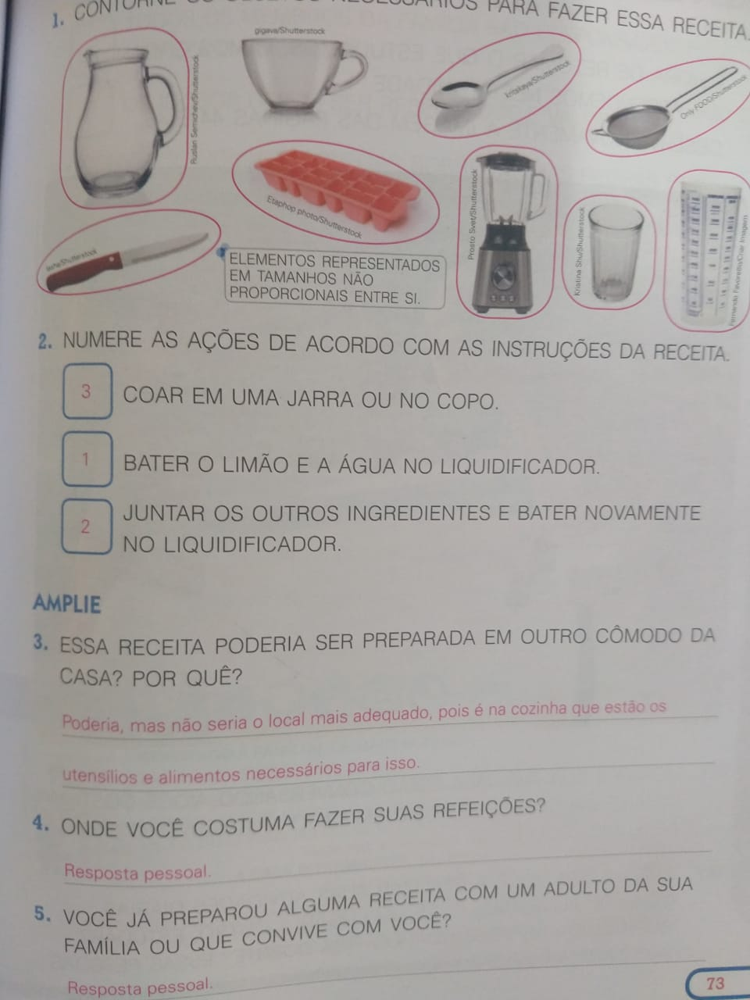 1. CONTORNE OS OBJETOS NECESSÁRIOS PARA FAZER ESSA RECEITA.
gigava/Shutterstock
Ruslan Semichev/Shutterstock
kritskaya/Shutterstock
Only FOOD/Shutterstock
Etaphop photo/Shutterstock
Prosto Svet/Shutterstock
Kristina Shu/Shutterstock
Fernando Favoretto/Criar Imagem
/Shutterstock
ELEMENTOS REPRESENTADOS
EM TAMANHOS NÃO
PROPORCIONAIS ENTRE SI.
2. NUMERE AS AÇÕES DE ACORDO COM AS INSTRUÇÕES DA RECEITA.
3 COAR EM UMA JARRA OU NO COPO.
1 BATER O LIMÃO E A ÁGUA NO LIQUIDIFICADOR.
2 JUNTAR OS OUTROS INGREDIENTES E BATER NOVAMENTE
NO LIQUIDIFICADOR.
AMPLIE
3. ESSA RECEITA PODERIA SER PREPARADA EM OUTRO CÔMODO DA
CASA? POR QUÊ?
Poderia, mas não seria o local mais adequado, pois é na cozinha que estão os
utensílios e alimentos necessários para isso.
4. ONDE VOCÊ COSTUMA FAZER SUAS REFEIÇÕES?
Resposta pessoal.
5. VOCÊ JÁ PREPAROU ALGUMA RECEITA COM UM ADULTO DA SUA
FAMÍLIA OU QUE CONVIVE COM VOCÊ?
Resposta pessoal.
73